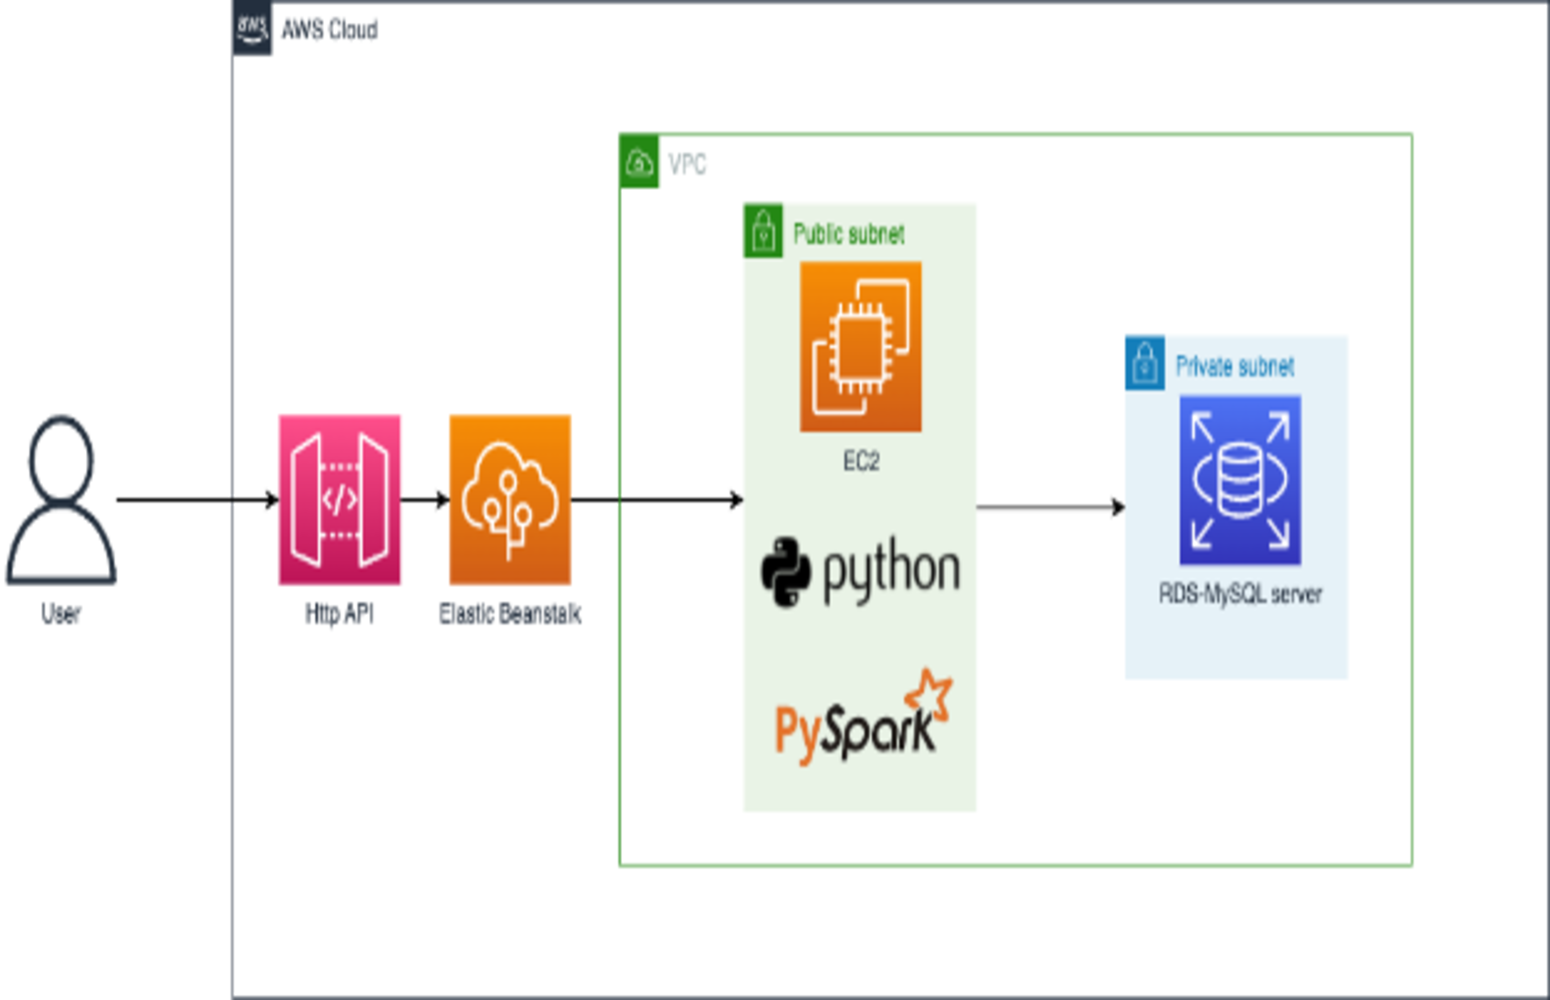 aws
AWS Cloud
VPC
Public subnet
EC2
Private subnet
</>
User
Http API
Elastic Beanstalk
python
RDS-MySQL server
PySpark